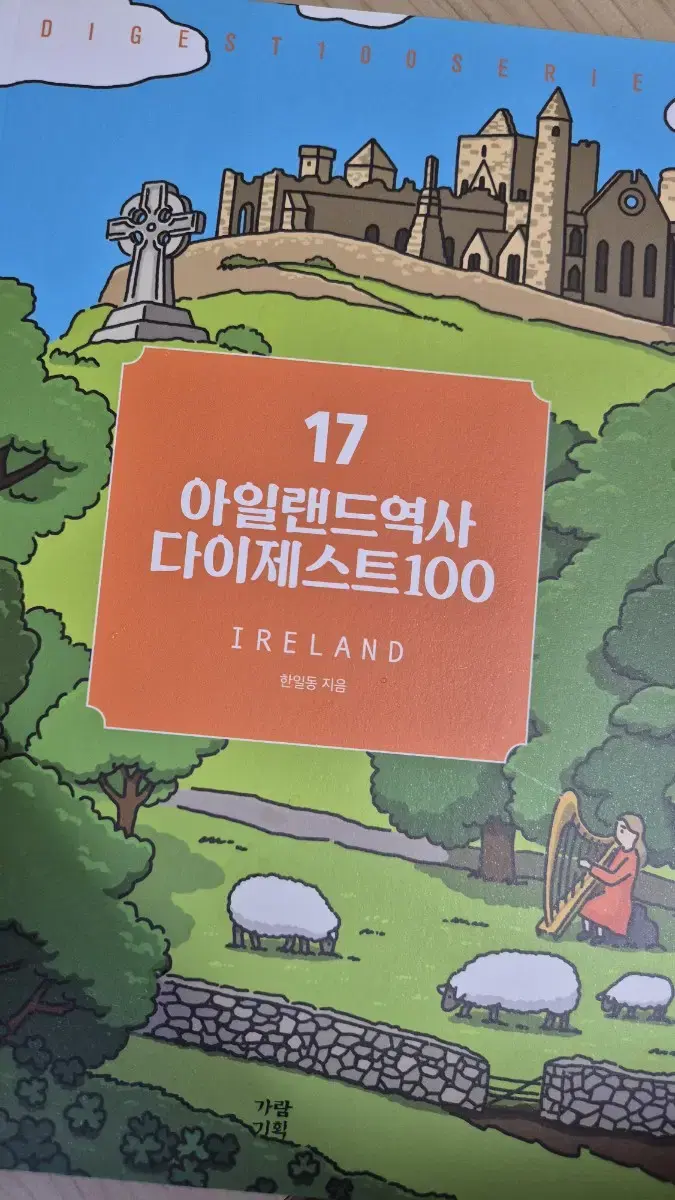 DIGEST100SERIE
17
아일랜드역사
다이제스트100
IRELAND
한일동 지음
가람
기획